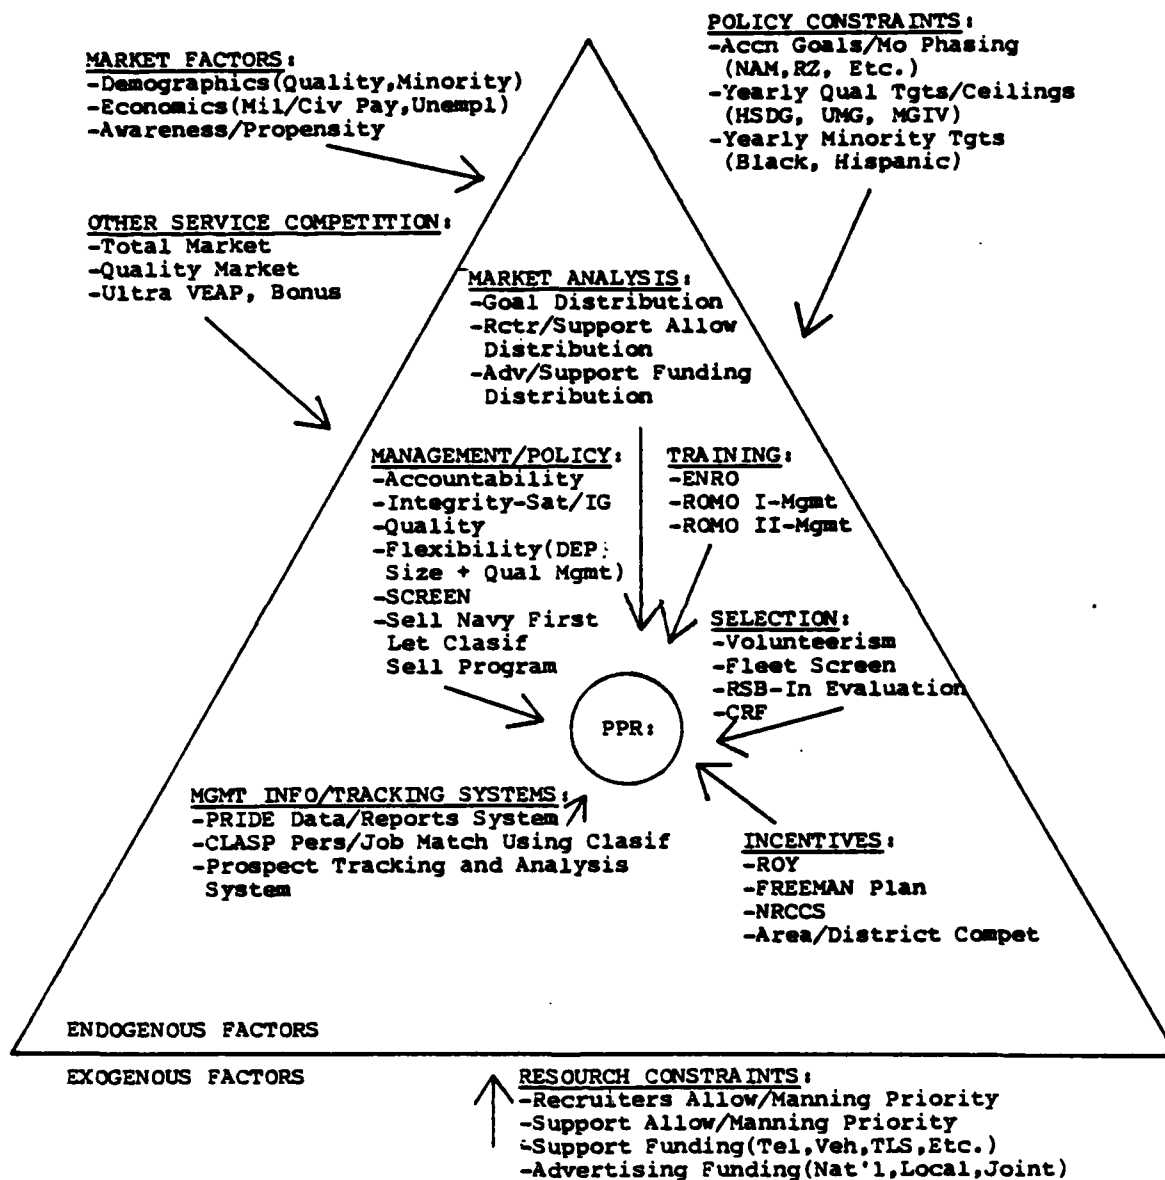 POLICY CONSTRAINTS:
-Accn Goals/Mo Phasing
(NAM,RZ, Etc.)
-Yearly Qual Tgts/Ceilings
(HSDG, UMG, MGIV)
-Yearly Minority Tgts
(Black, Hispanic)
MARKET FACTORS:
-Demographics(Quality,Minority)
-Economics(Mil/Civ Pay,Unempl)
-Awareness/Propensity
OTHER SERVICE COMPETITION:
-Total Market
-Quality Market
-Ultra VEAP, Bonus
MARKET ANALYSIS:
-Goal Distribution
-Rctr/Support Allow
Distribution
-Adv/Support Funding
Distribution
MANAGEMENT/POLICY:
-Accountability
-Integrity-Sat/IG
-Quality
-Flexibility(DEP:
Size + Qual Mgmt)
-SCREEN
-Sell Navy First
Let Clasif
Sell Program
TRAINING:
-ENRO
-ROMO I-Mgmt
-ROMO II-Mgmt
SELECTION:
-Volunteerism
-Fleet Screen
-RSB-In Evaluation
-CRF
PPR:
MGMT INFO/TRACKING SYSTEMS:
-PRIDE Data/Reports System
-CLASP Pers/Job Match Using Clasif
-Prospect Tracking and Analysis
System
INCENTIVES:
-ROY
-FREEMAN Plan
-NRCCS
-Area/District Compet
ENDOGENOUS FACTORS
EXOGENOUS FACTORS
RESOURCH CONSTRAINTS:
-Recruiters Allow/Manning Priority
-Support Allow/Manning Priority
-Support Funding(Tel,Veh,TLS,Etc.)
-Advertising Funding(Nat'l,Local,Joint)